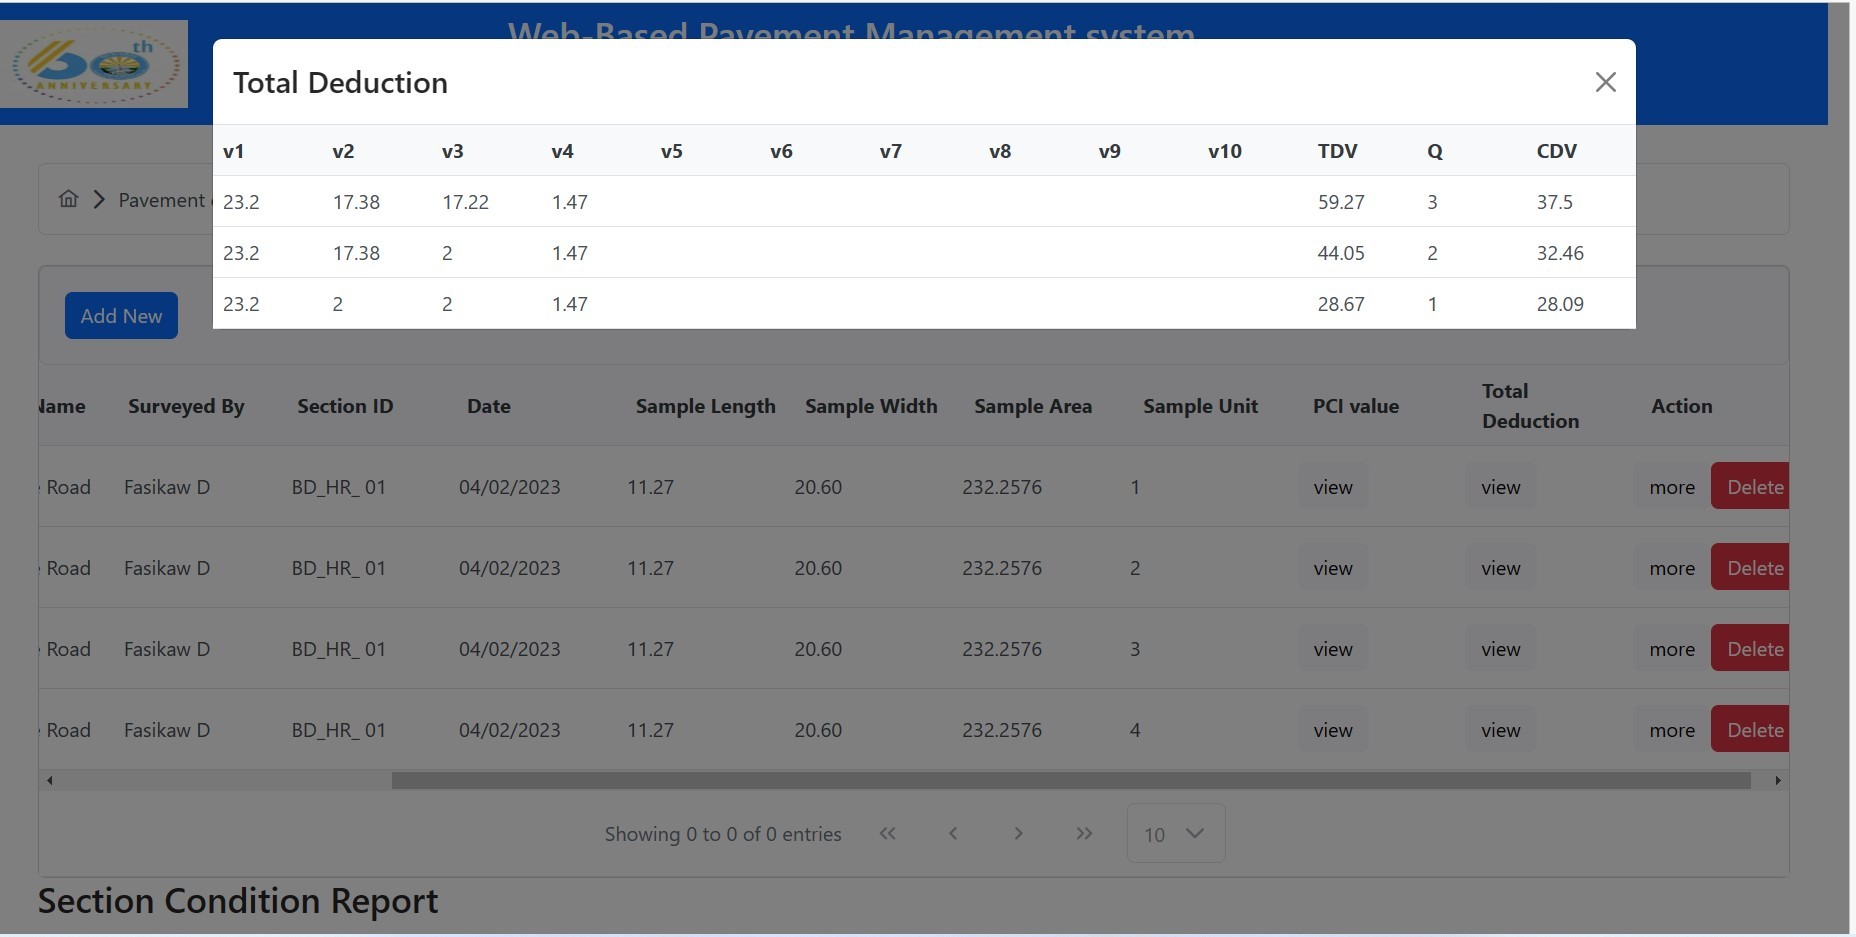 Web-Based Pavement Management system
60th
ANNIVERSARY
Total Deduction
v1 v2 v3 v4 v5 v6 v7 v8 v9 v10 TDV Q CDV
23.2 17.38 17.22 1.47 59.27 3 37.5
23.2 17.38 2 1.47 44.05 2 32.46
23.2 2 2 1.47 28.67 1 28.09
Pavement
Add New
Surveyed By Section ID Date Sample Length Sample Width Sample Area Sample Unit PCI value Total Deduction Action
Road Fasikaw D BD_HR_ 01 04/02/2023 11.27 20.60 232.2576 1 view view more Delete
Road Fasikaw D BD_HR_ 01 04/02/2023 11.27 20.60 232.2576 2 view view more Delete
Road Fasikaw D BD_HR_ 01 04/02/2023 11.27 20.60 232.2576 3 view view more Delete
Road Fasikaw D BD_HR_ 01 04/02/2023 11.27 20.60 232.2576 4 view view more Delete
Showing 0 to 0 of 0 entries 10
Section Condition Report